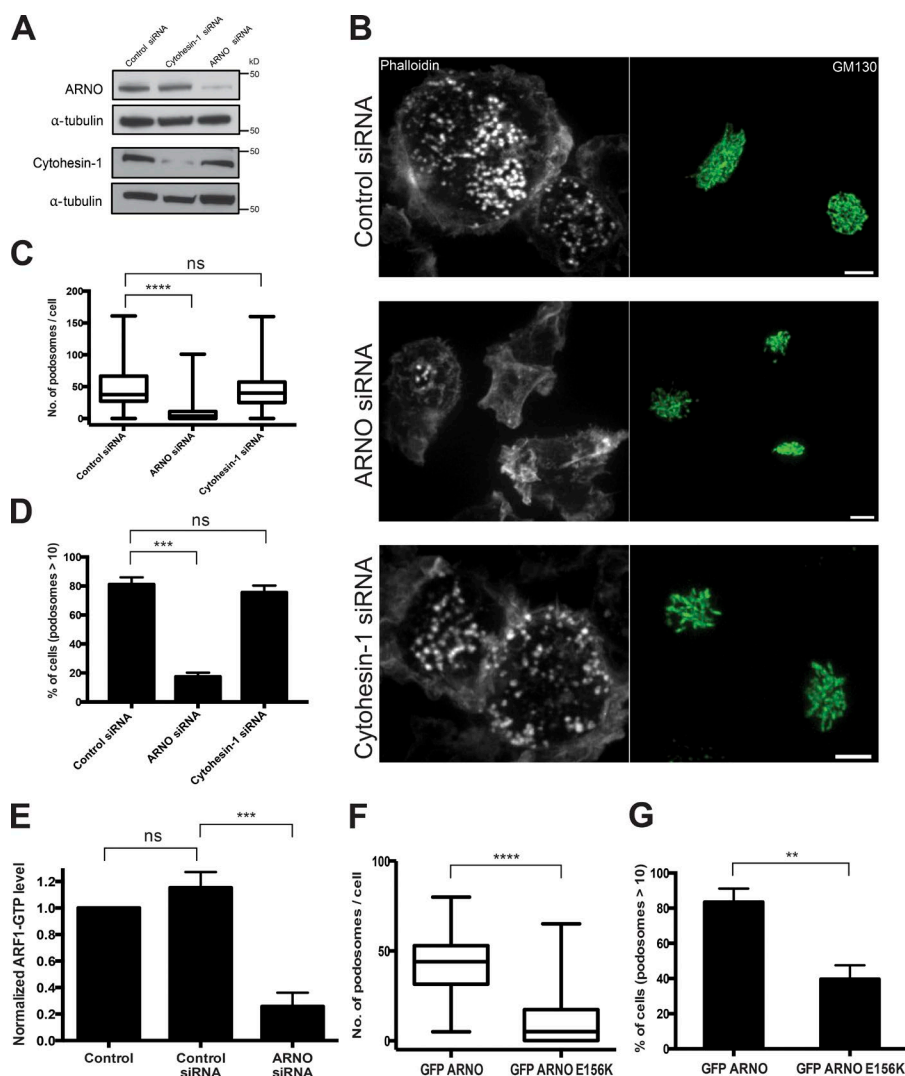 A
Control siRNA
Cytohesin-1 siRNA
ARNO siRNA
kD
ARNO
50
α-tubulin
50
Cytohesin-1
50
α-tubulin
50
B
Phalloidin
GM130
Control siRNA
ARNO siRNA
Cytohesin-1 siRNA
C
ns
****
No. of podosomes / cell
200
150
100
50
0
Control siRNA
ARNO siRNA
Cytohesin-1 siRNA
D
ns
***
% of cells (podosomes > 10)
100
80
60
40
20
0
Control siRNA
ARNO siRNA
Cytohesin-1 siRNA
E
ns
***
Normalized ARF1-GTP level
1.2
1.0
0.8
0.6
0.4
0.2
0.0
Control
Control
siRNA
ARNO
siRNA
F
****
No. of podosomes / cell
100
50
0
GFP ARNO
GFP ARNO E156K
G
**
% of cells (podosomes > 10)
100
80
60
40
20
0
GFP ARNO
GFP ARNO E156K